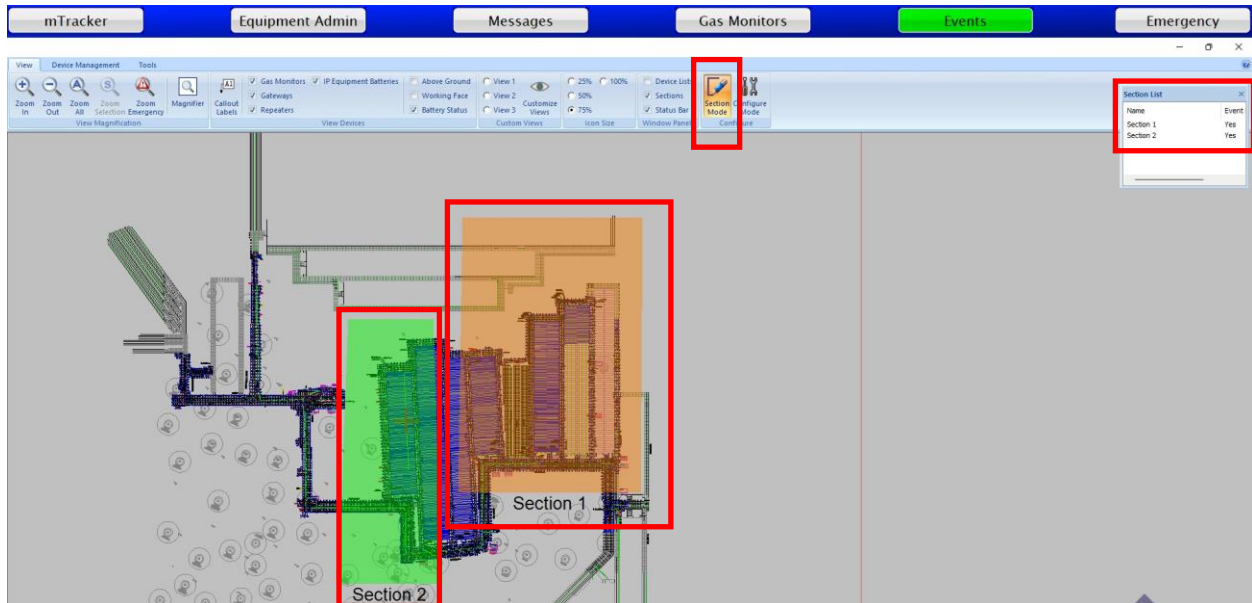 mTracker Equipment Admin Messages Gas Monitors Events Emergency
View Device Management Tools
Zoom In
Zoom Out
Zoom All
Zoom Selection
Zoom Emergency
Magnifier
View Magnification
Callout Labels
Gas Monitors
Gateways
Repeaters
IP Equipment Batteries
Above Ground
Working Face
Battery Status
View Devices
View 1
View 2
View 3
Customize Views
Custom Views
25% 100%
50%
75%
Icon Size
Device List
Sections
Status Bar
Window Panel
Section Mode
Configure Mode
Configure
Section List
Name Event
Section 1 Yes
Section 2 Yes
Section 1
Section 2